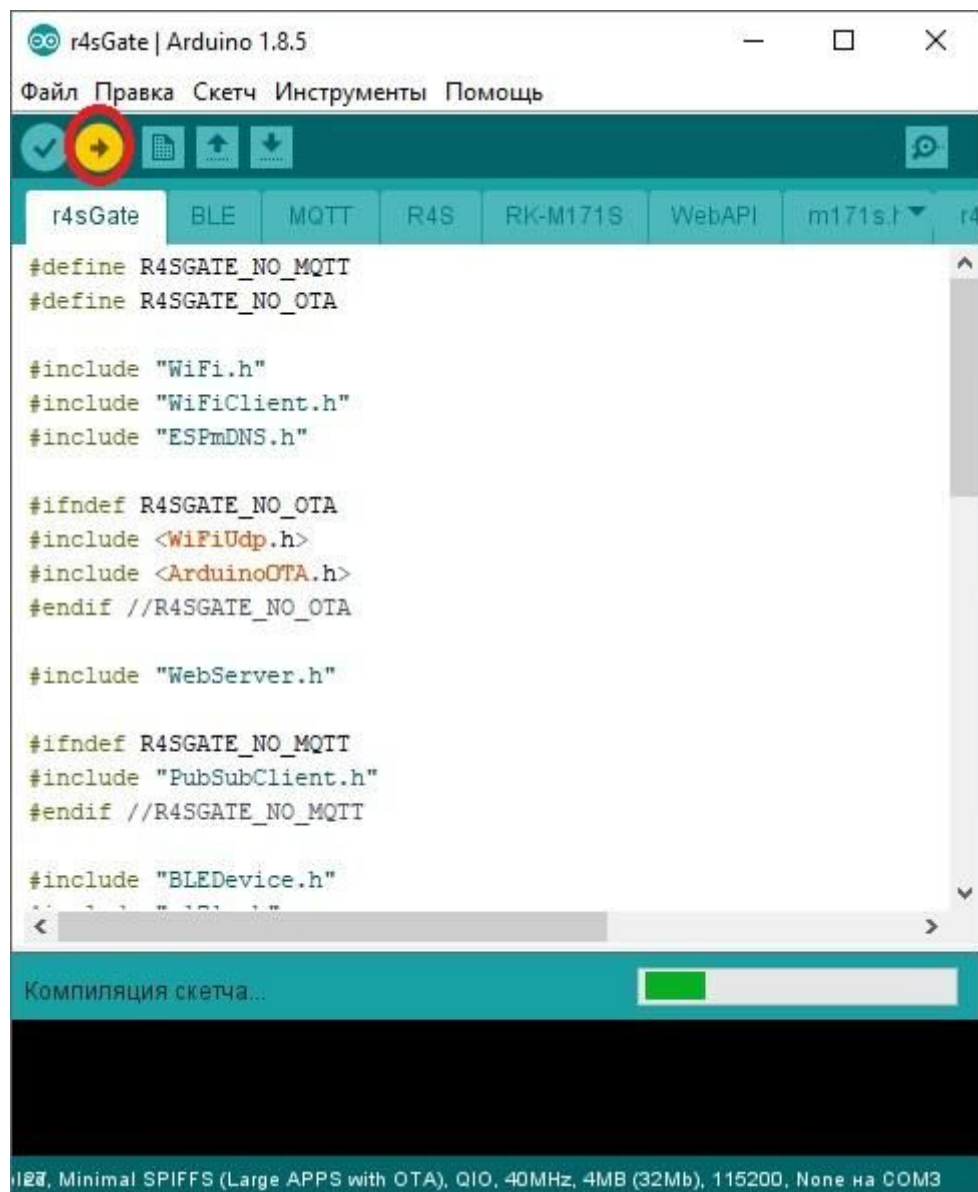 r4sGate | Arduino 1.8.5
Файл Правка Скетч Инструменты Помощь
r4sGate BLE MQTT R4S RK-M171S WebAPI m171s.h r4
#define R4SGATE_NO_MQTT
#define R4SGATE_NO_OTA
#include "WiFi.h"
#include "WiFiClient.h"
#include "ESPmDNS.h"
#ifndef R4SGATE_NO_OTA
#include <WiFiUdp.h>
#include <ArduinoOTA.h>
#endif //R4SGATE_NO_OTA
#include "WebServer.h"
#ifndef R4SGATE_NO_MQTT
#include "PubSubClient.h"
#endif //R4SGATE_NO_MQTT
#include "BLEDevice.h"
Компиляция скетча...
Minimal SPIFFS (Large APPS with OTA), QIO, 40MHz, 4MB (32Mb), 115200, None на COM3